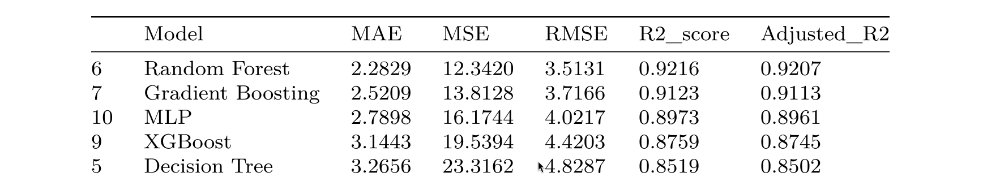 Model MAE MSE RMSE R2_score Adjusted_R2
6 Random Forest 2.2829 12.3420 3.5131 0.9216 0.9207
7 Gradient Boosting 2.5209 13.8128 3.7166 0.9123 0.9113
10 MLP 2.7898 16.1744 4.0217 0.8973 0.8961
9 XGBoost 3.1443 19.5394 4.4203 0.8759 0.8745
5 Decision Tree 3.2656 23.3162 4.8287 0.8519 0.8502